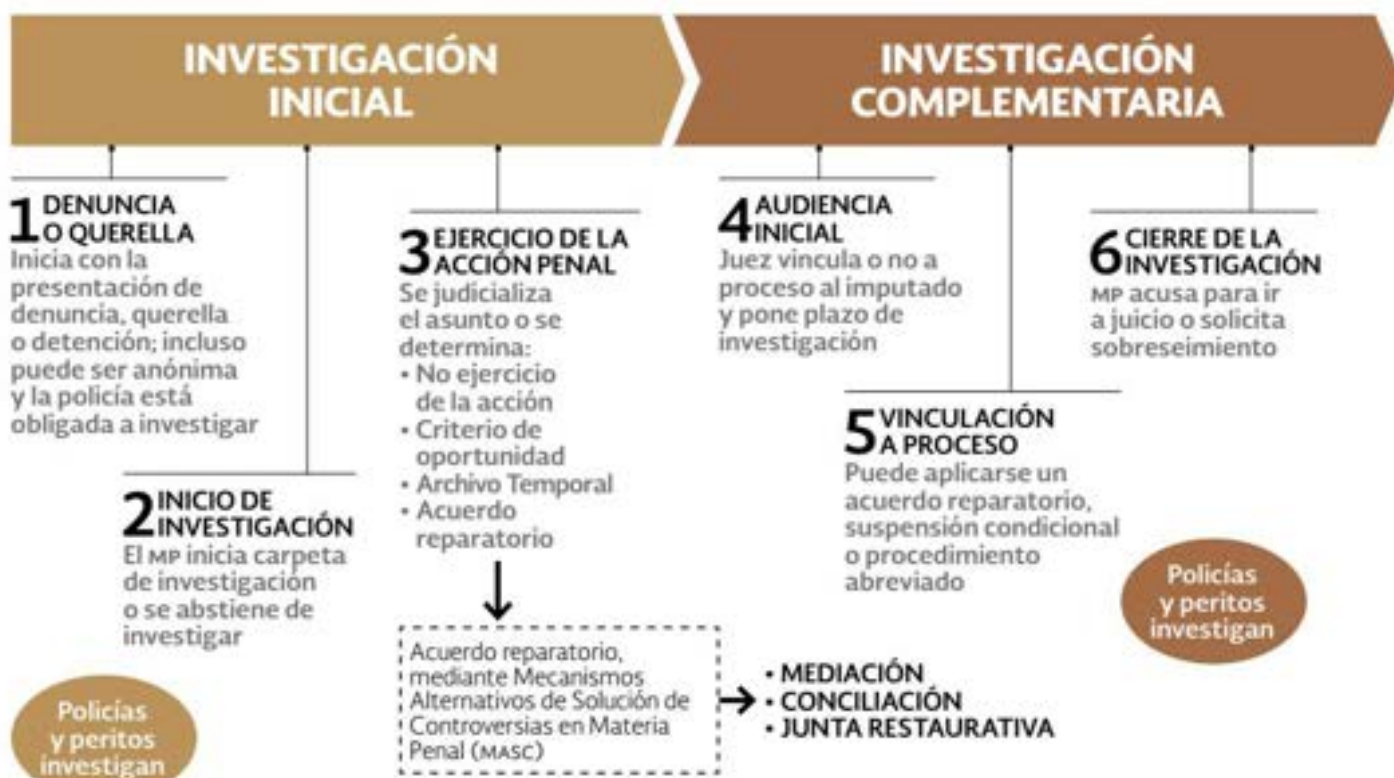 INVESTIGACIÓN
INICIAL
INVESTIGACIÓN
COMPLEMENTARIA
1 DENUNCIA
O QUERELLA
Inicia con la
presentación de
denuncia, querella
o detención; incluso
puede ser anónima
y la policía está
obligada a investigar
2 INICIO DE
INVESTIGACIÓN
El MP inicia carpeta
de investigación
o se abstiene de
investigar
3 EJERCICIO DE LA
ACCIÓN PENAL
Se judicializa
el asunto o se
determina:
• No ejercicio
de la acción
• Criterio de
oportunidad
• Archivo Temporal
• Acuerdo
reparatorio
Acuerdo reparatorio,
mediante Mecanismos
Alternativos de Solución de
Controversias en Materia
Penal (MASC)
• MEDIACIÓN
• CONCILIACIÓN
• JUNTA RESTAURATIVA
Policías
y peritos
investigan
4 AUDIENCIA
INICIAL
Juez vincula o no a
proceso al imputado
y pone plazo de
investigación
5 VINCULACIÓN
A PROCESO
Puede aplicarse un
acuerdo reparatorio,
suspensión condicional
o procedimiento
abreviado
6 CIERRE DE LA
INVESTIGACIÓN
MP acusa para ir
a juicio o solicita
sobreseimiento
Policías
y peritos
investigan